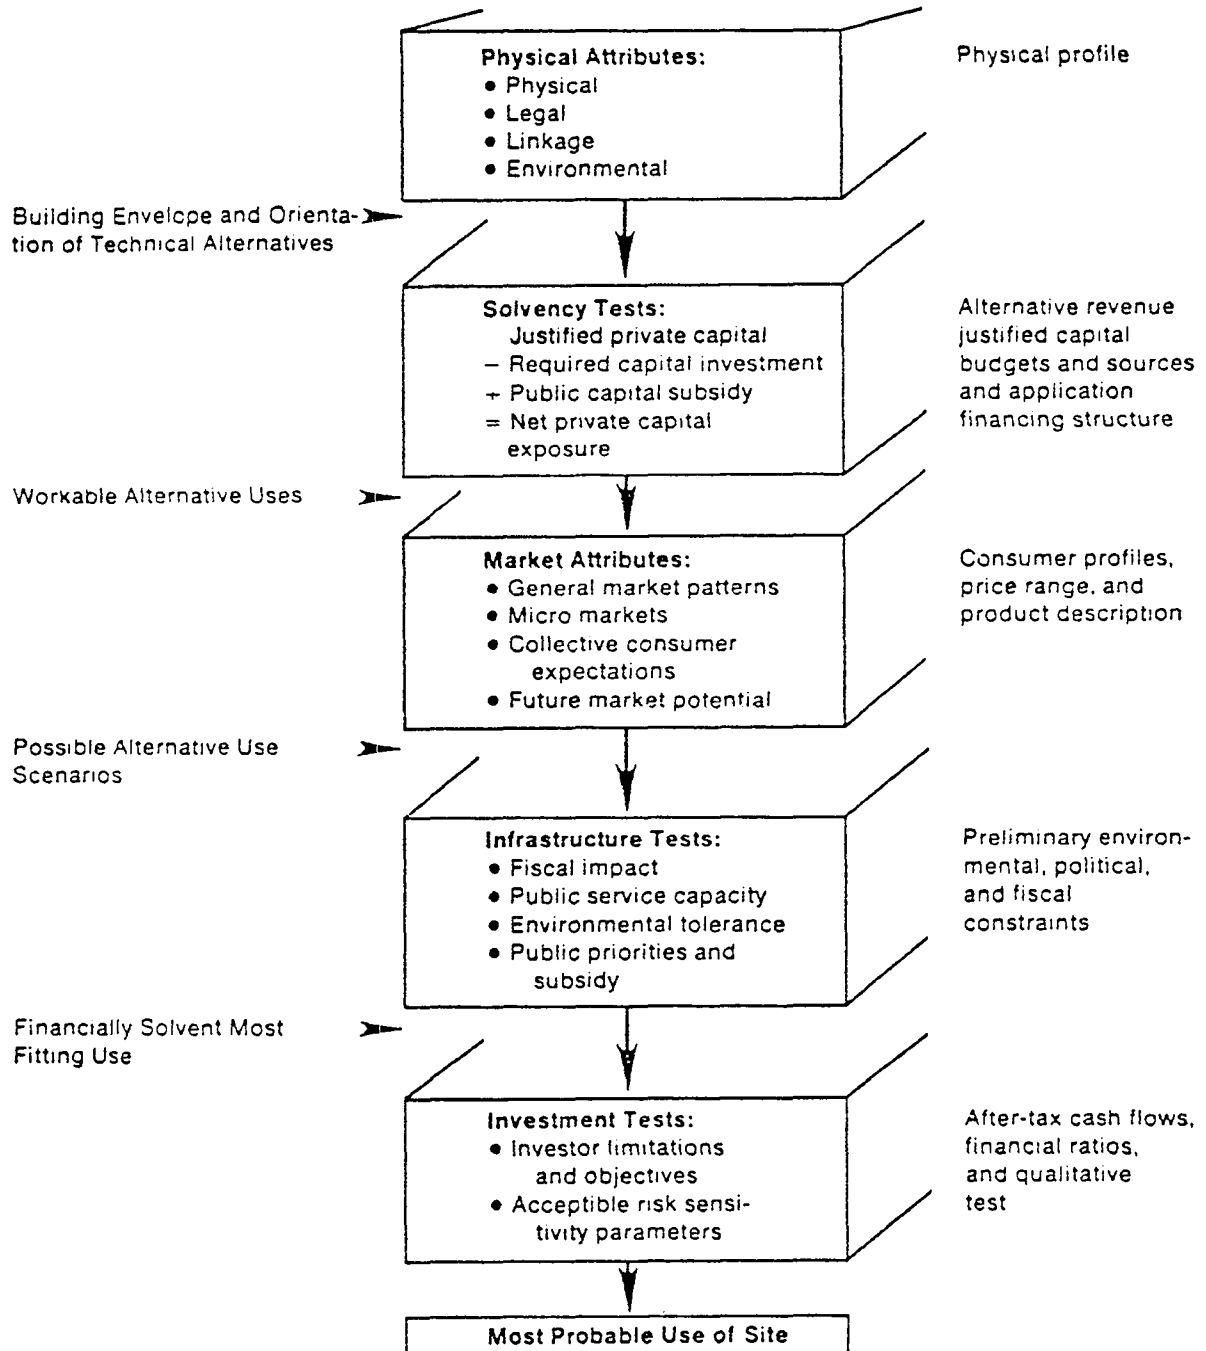 Physical Attributes:
• Physical
• Legal
• Linkage
• Environmental
Physical profile
Building Envelope and Orienta-
tion of Technical Alternatives
Solvency Tests:
Justified private capital
– Required capital investment
+ Public capital subsidy
= Net private capital
exposure
Alternative revenue
justified capital
budgets and sources
and application
financing structure
Workable Alternative Uses
Market Attributes:
• General market patterns
• Micro markets
• Collective consumer
expectations
• Future market potential
Consumer profiles,
price range, and
product description
Possible Alternative Use
Scenarios
Infrastructure Tests:
• Fiscal impact
• Public service capacity
• Environmental tolerance
• Public priorities and
subsidy
Preliminary environ-
mental, political,
and fiscal
constraints
Financially Solvent Most
Fitting Use
Investment Tests:
• Investor limitations
and objectives
• Acceptible risk sensi-
tivity parameters
After-tax cash flows,
financial ratios,
and qualitative
test
Most Probable Use of Site